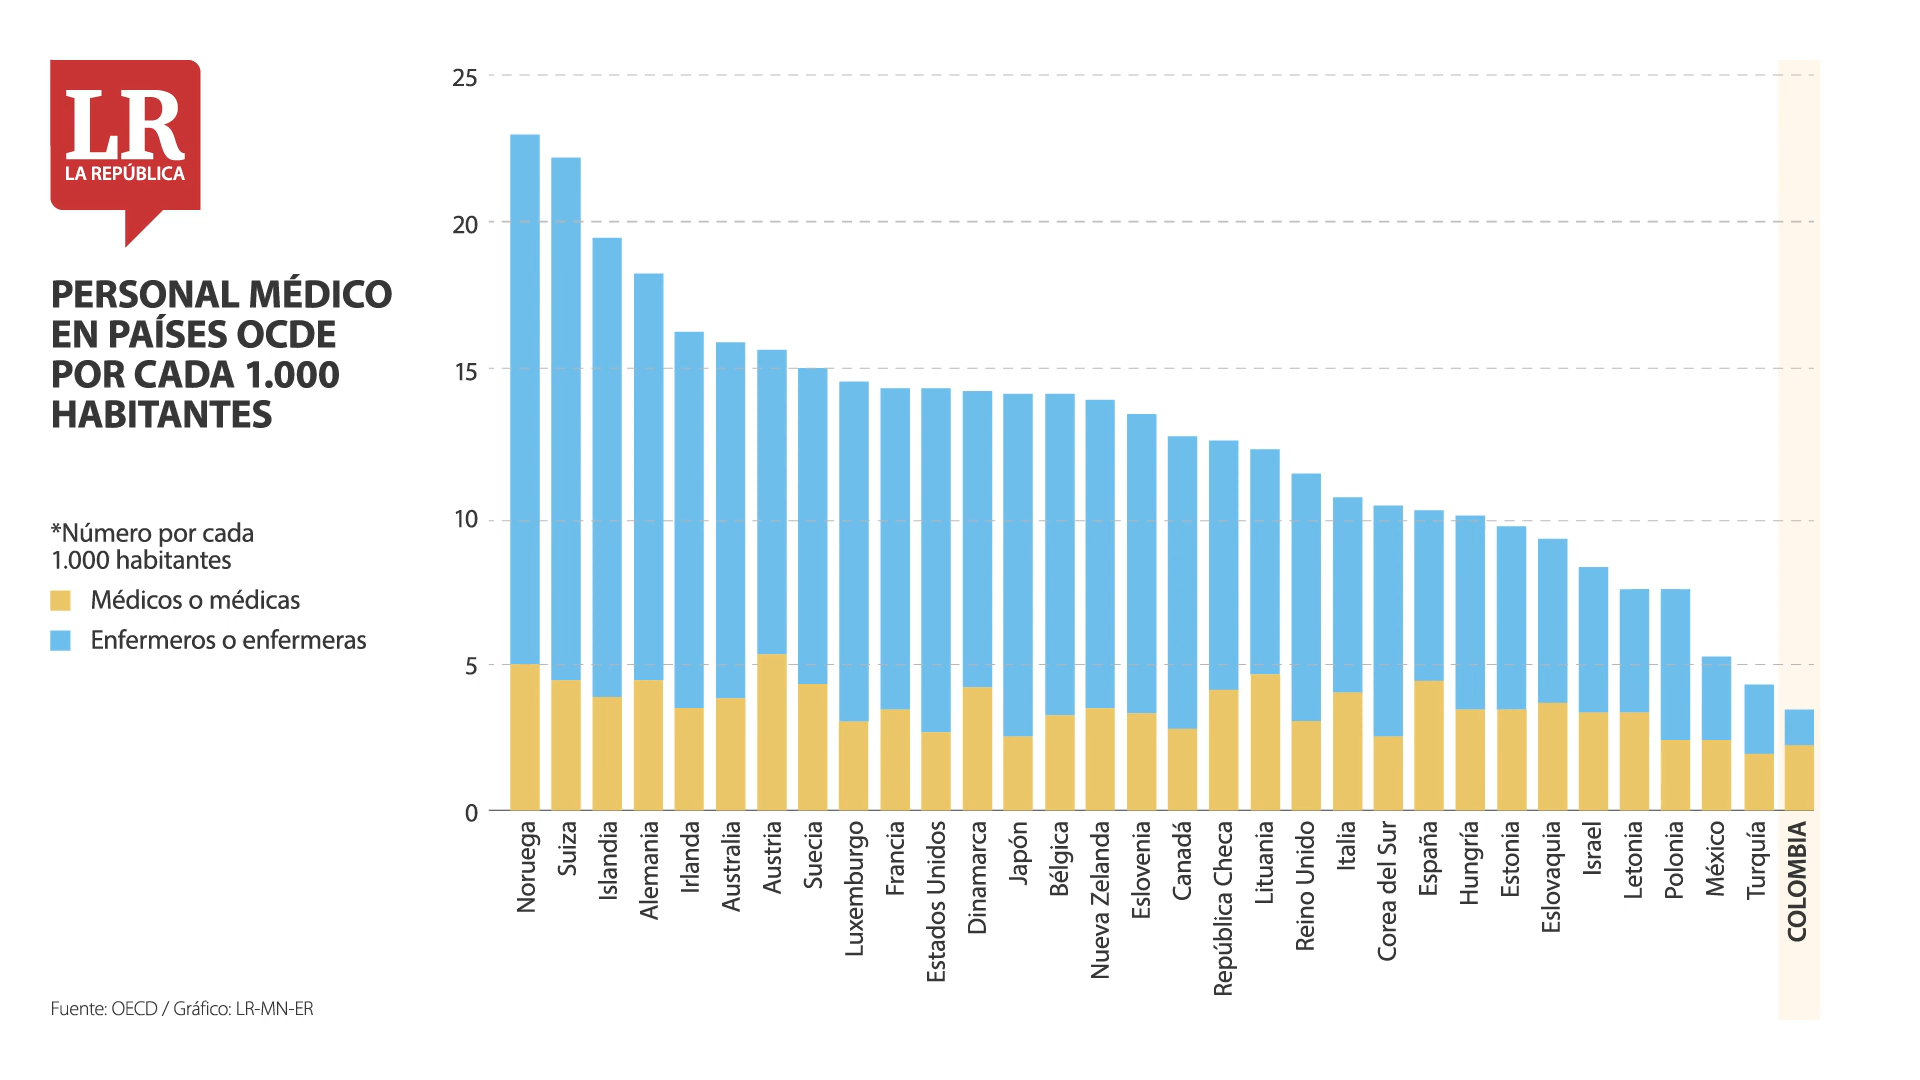 LR
LA REPÚBLICA
PERSONAL MÉDICO
EN PAÍSES OCDE
POR CADA 1.000
HABITANTES
*Número por cada
1.000 habitantes
Médicos o médicas
Enfermeros o enfermeras
25
20
15
10
5
0
Noruega
Suiza
Islandia
Alemania
Irlanda
Australia
Austria
Suecia
Luxemburgo
Francia
Estados Unidos
Dinamarca
Japón
Bélgica
Nueva Zelanda
Eslovenia
Canadá
República Checa
Lituania
Reino Unido
Italia
Corea del Sur
España
Hungría
Estonia
Eslovaquia
Israel
Letonia
Polonia
México
Turquía
COLOMBIA
Fuente: OECD / Gráfico: LR-MN-ER